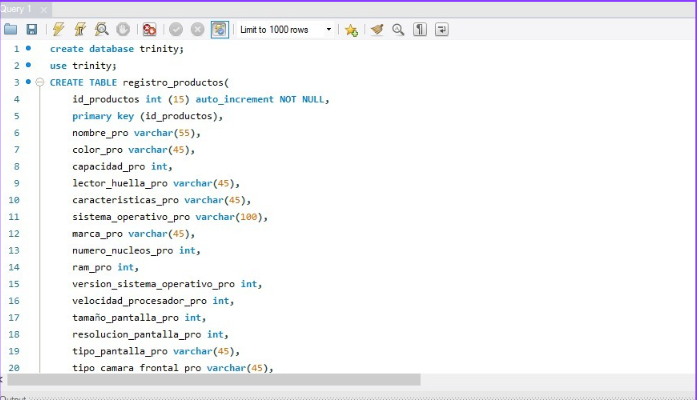 Query 1
Limit to 1000 rows
1 create database trinity;
2 use trinity;
3 CREATE TABLE registro_productos(
4 id_productos int (15) auto_increment NOT NULL,
5 primary key (id_productos),
6 nombre_pro varchar(55),
7 color_pro varchar(45),
8 capacidad_pro int,
9 lector_huella_pro varchar(45),
10 caracteristicas_pro varchar(45),
11 sistema_operativo_pro varchar(100),
12 marca_pro varchar(45),
13 numero_nucleos_pro int,
14 ram_pro int,
15 version_sistema_operativo_pro int,
16 velocidad_procesador_pro int,
17 tamaño_pantalla_pro int,
18 resolucion_pantalla_pro int,
19 tipo_pantalla_pro varchar(45),
20 tipo_camara_frontal_pro varchar(45),
Output